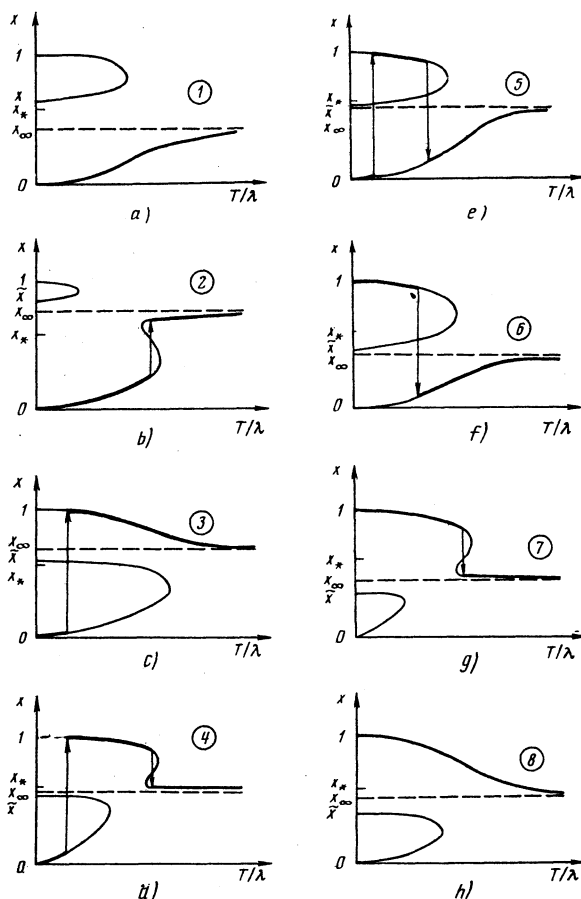 x
1
①
x
x*
x∞
0
T/λ
a)
x
1
②
x̃
x∞
x*
0
T/λ
b)
x
1
③
x∞
x̃
x*
0
T/λ
c)
x
1
④
x*
x∞
x̃
0
T/λ
d)
x
1
⑤
x*
x̃
x∞
0
T/λ
e)
x
1
⑥
x*
x̃
x∞
0
T/λ
f)
x
1
⑦
x*
x∞
x̃
0
T/λ
g)
x
1
⑧
x*
x∞
x̃
0
T/λ
h)